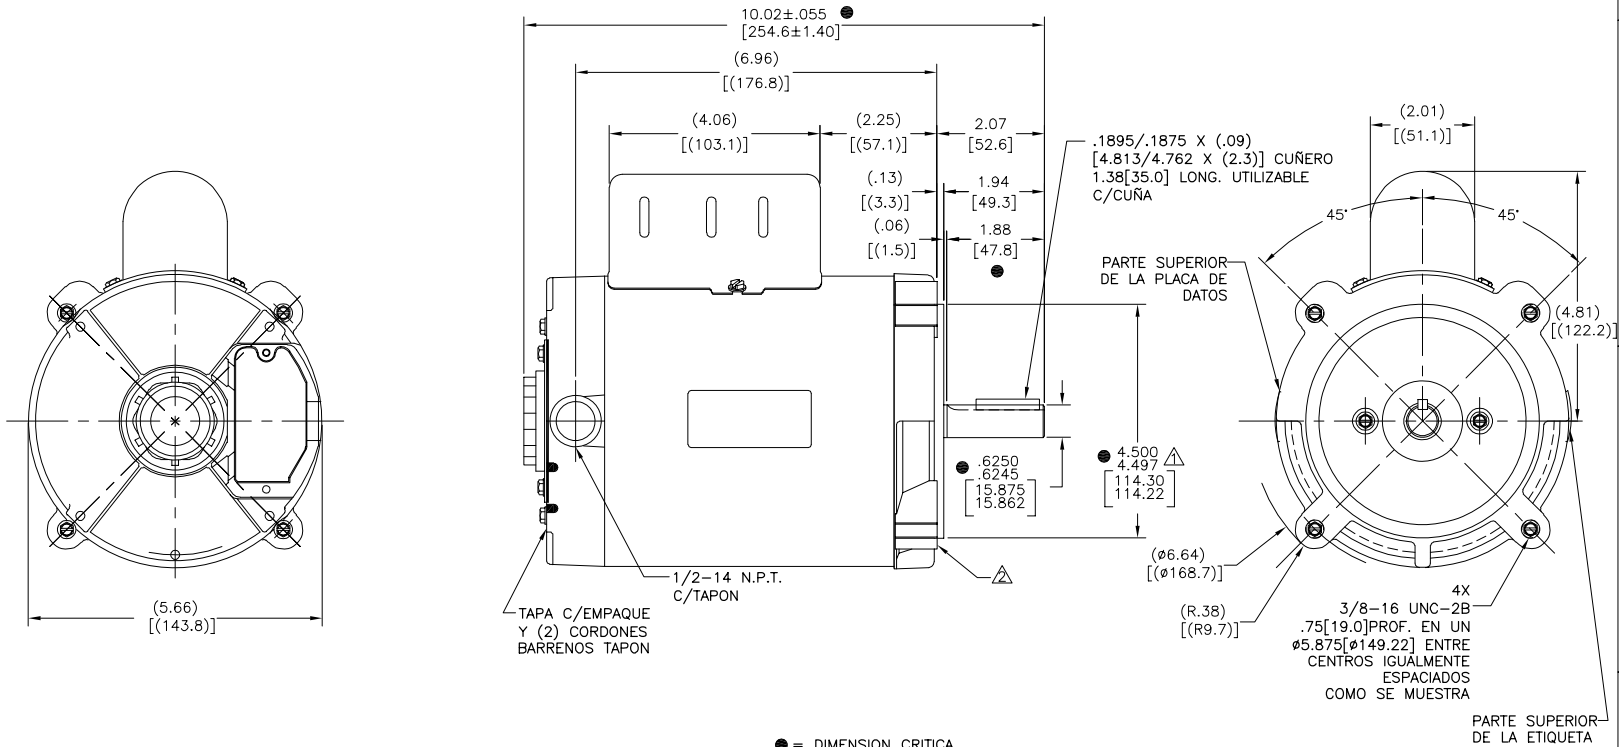 10.02±.055
[254.6±1.40]
(6.96)
[(176.8)]
(4.06)
[(103.1)]
(2.25)
[(57.1)]
2.07
[52.6]
(.13)
[(3.3)]
1.94
[49.3]
(.06)
[(1.5)]
1.88
[47.8]
.1895/.1875 X (.09)
[4.813/4.762 X (2.3)] CUÑERO
1.38[35.0] LONG. UTILIZABLE
C/CUÑA
(2.01)
[(51.1)]
45°
45°
PARTE SUPERIOR
DE LA PLACA DE
DATOS
(4.81)
[(122.2)]
.6250
.6245
[15.875
15.862]
4.500
4.497
1
[114.30
114.22]
(ø6.64)
[(ø168.7)]
(R.38)
[(R9.7)]
2
1/2-14 N.P.T.
C/TAPON
TAPA C/EMPAQUE
Y (2) CORDONES
BARRENOS TAPON
(5.66)
[(143.8)]
4X
3/8-16 UNC-2B
.75[19.0]PROF. EN UN
ø5.875[ø149.22] ENTRE
CENTROS IGUALMENTE
ESPACIADOS
COMO SE MUESTRA
PARTE SUPERIOR
DE LA ETIQUETA
= DIMENSION CRITICA